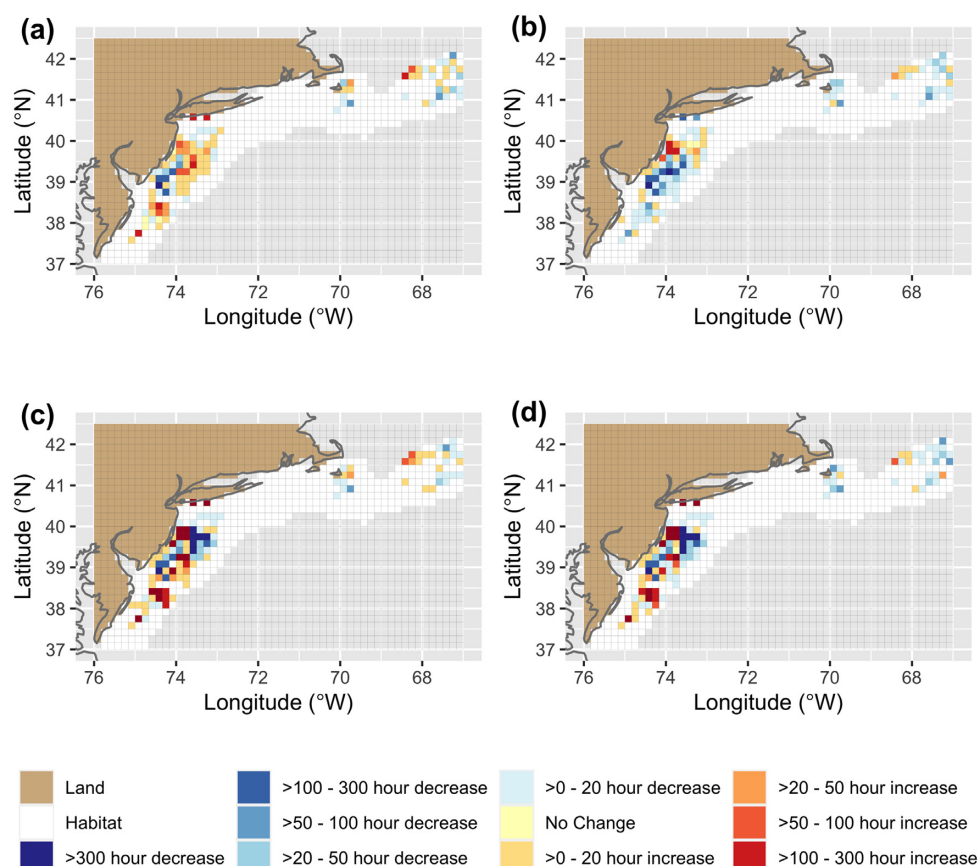 (a)
(b)
42
41
40
39
38
37
Latitude (°N)
76 74 72 70 68
Longitude (°W)
42
41
40
39
38
37
Latitude (°N)
76 74 72 70 68
Longitude (°W)
(c)
(d)
42
41
40
39
38
37
Latitude (°N)
76 74 72 70 68
Longitude (°W)
42
41
40
39
38
37
Latitude (°N)
76 74 72 70 68
Longitude (°W)
Land
Habitat
>300 hour decrease
>100 - 300 hour decrease
>50 - 100 hour decrease
>20 - 50 hour decrease
>0 - 20 hour decrease
No Change
>0 - 20 hour increase
>20 - 50 hour increase
>50 - 100 hour increase
>100 - 300 hour increase